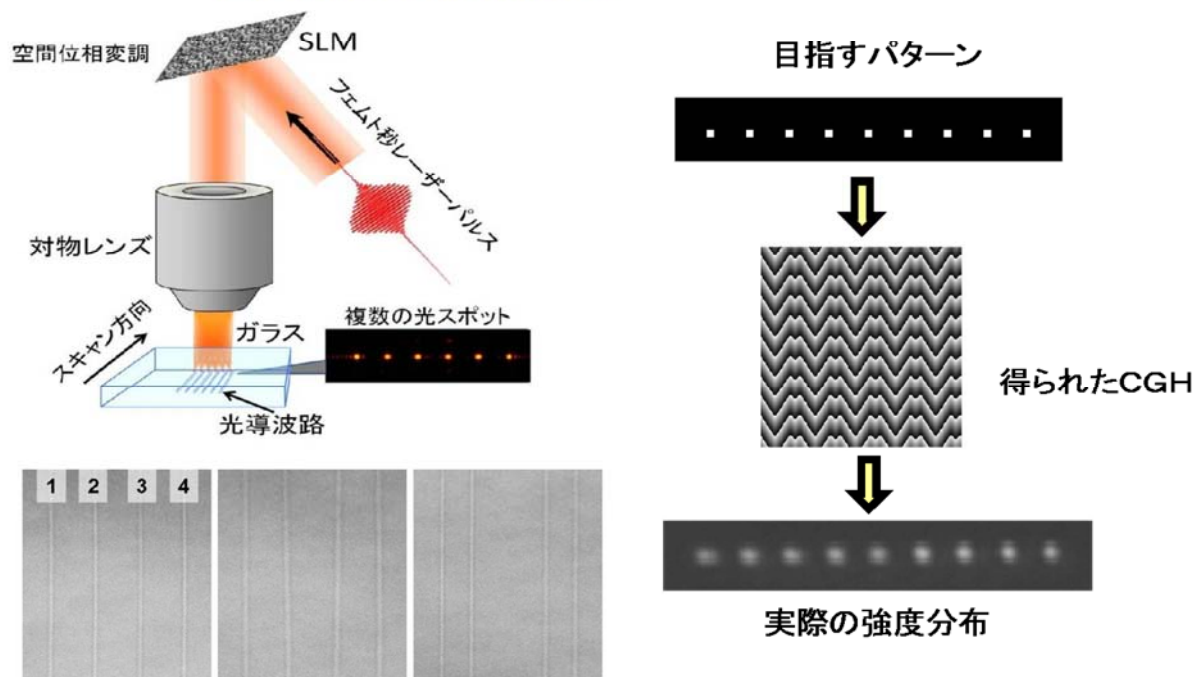 空間位相変調
SLM
フェムト秒レーザーパルス
対物レンズ
スキャン方向
ガラス
複数の光スポット
光導波路
1 2 3 4
目指すパターン
得られたCGH
実際の強度分布